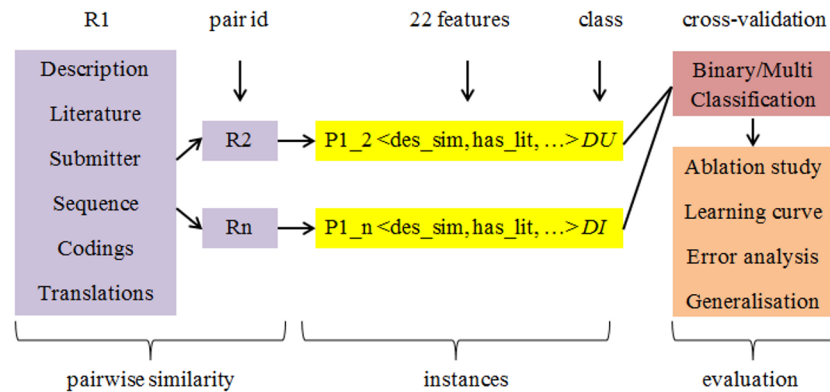 R1
pair id
22 features
class
cross-validation
Description
Literature
Submitter
Sequence
Codings
Translations
R2
Rn
P1_2 <des_sim, has_lit, …> DU
P1_n <des_sim, has_lit, …> DI
Binary/Multi
Classification
Ablation study
Learning curve
Error analysis
Generalisation
pairwise similarity
instances
evaluation